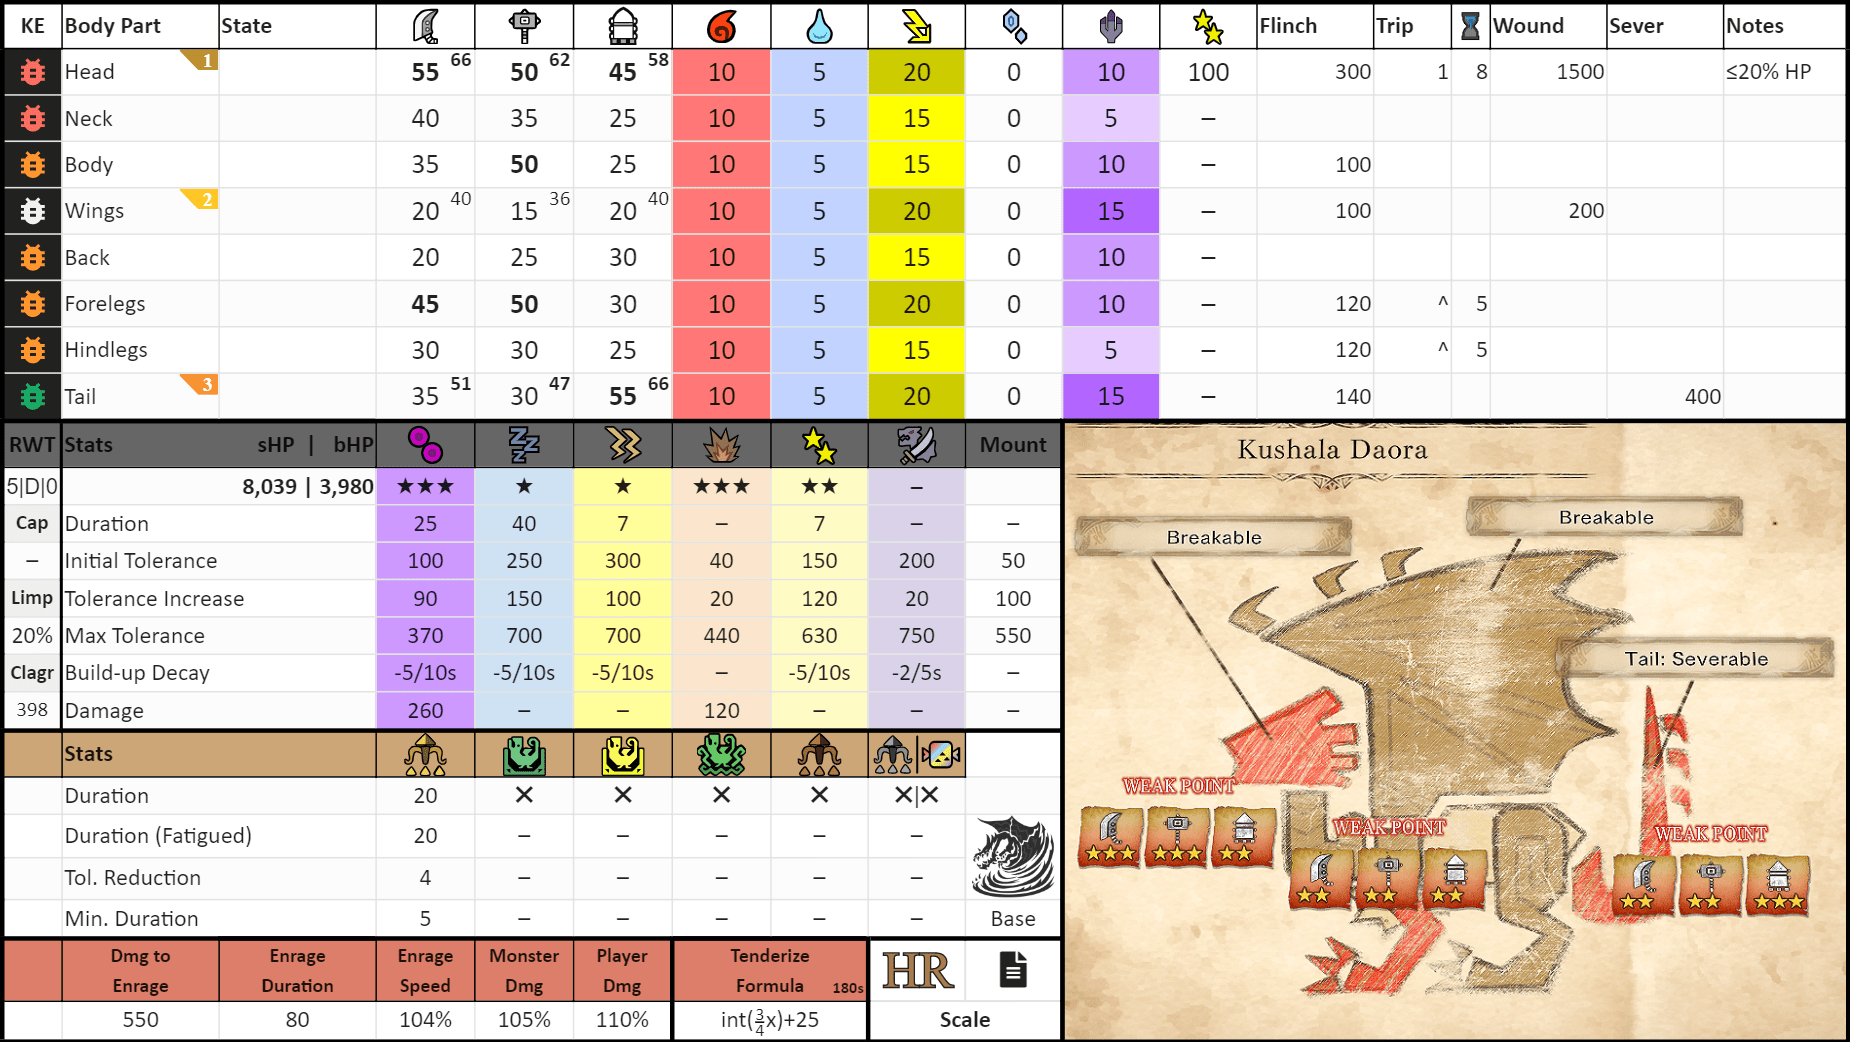 KE Body Part State Flinch Trip Wound Sever Notes
Head 1 55 66 50 62 45 58 10 5 20 0 10 100 300 1 8 1500 ≤20% HP
Neck 40 35 25 10 5 15 0 5 –
Body 35 50 25 10 5 15 0 10 – 100
Wings 2 20 40 15 36 20 40 10 5 20 0 15 – 100 200
Back 20 25 30 10 5 15 0 10 –
Forelegs 45 50 30 10 5 20 0 10 – 120 ^ 5
Hindlegs 30 30 25 10 5 15 0 5 – 120 ^ 5
Tail 3 35 51 30 47 55 66 10 5 20 0 15 – 140 400
RWT Stats sHP | bHP Mount
5|D|0 8,039 | 3,980 ★★★ ★ ★ ★★★ ★★ –
Cap Duration 25 40 7 – 7 – –
– Initial Tolerance 100 250 300 40 150 200 50
Limp Tolerance Increase 90 150 100 20 120 20 100
20% Max Tolerance 370 700 700 440 630 750 550
Clagr Build-up Decay -5/10s -5/10s -5/10s – -5/10s -2/5s –
398 Damage 260 – – 120 – – –
Stats
Duration 20 ✕ ✕ ✕ ✕ ✕|✕
Duration (Fatigued) 20 – – – – –
Tol. Reduction 4 – – – – –
Min. Duration 5 – – – – – Base
Dmg to Enrage
Enrage Duration
Enrage Speed
Monster Dmg
Player Dmg
Tenderize Formula 180s
HR
550 80 104% 105% 110% int(3/4x)+25 Scale
Kushala Daora
Breakable
Breakable
Tail: Severable
WEAK POINT
WEAK POINT
WEAK POINT